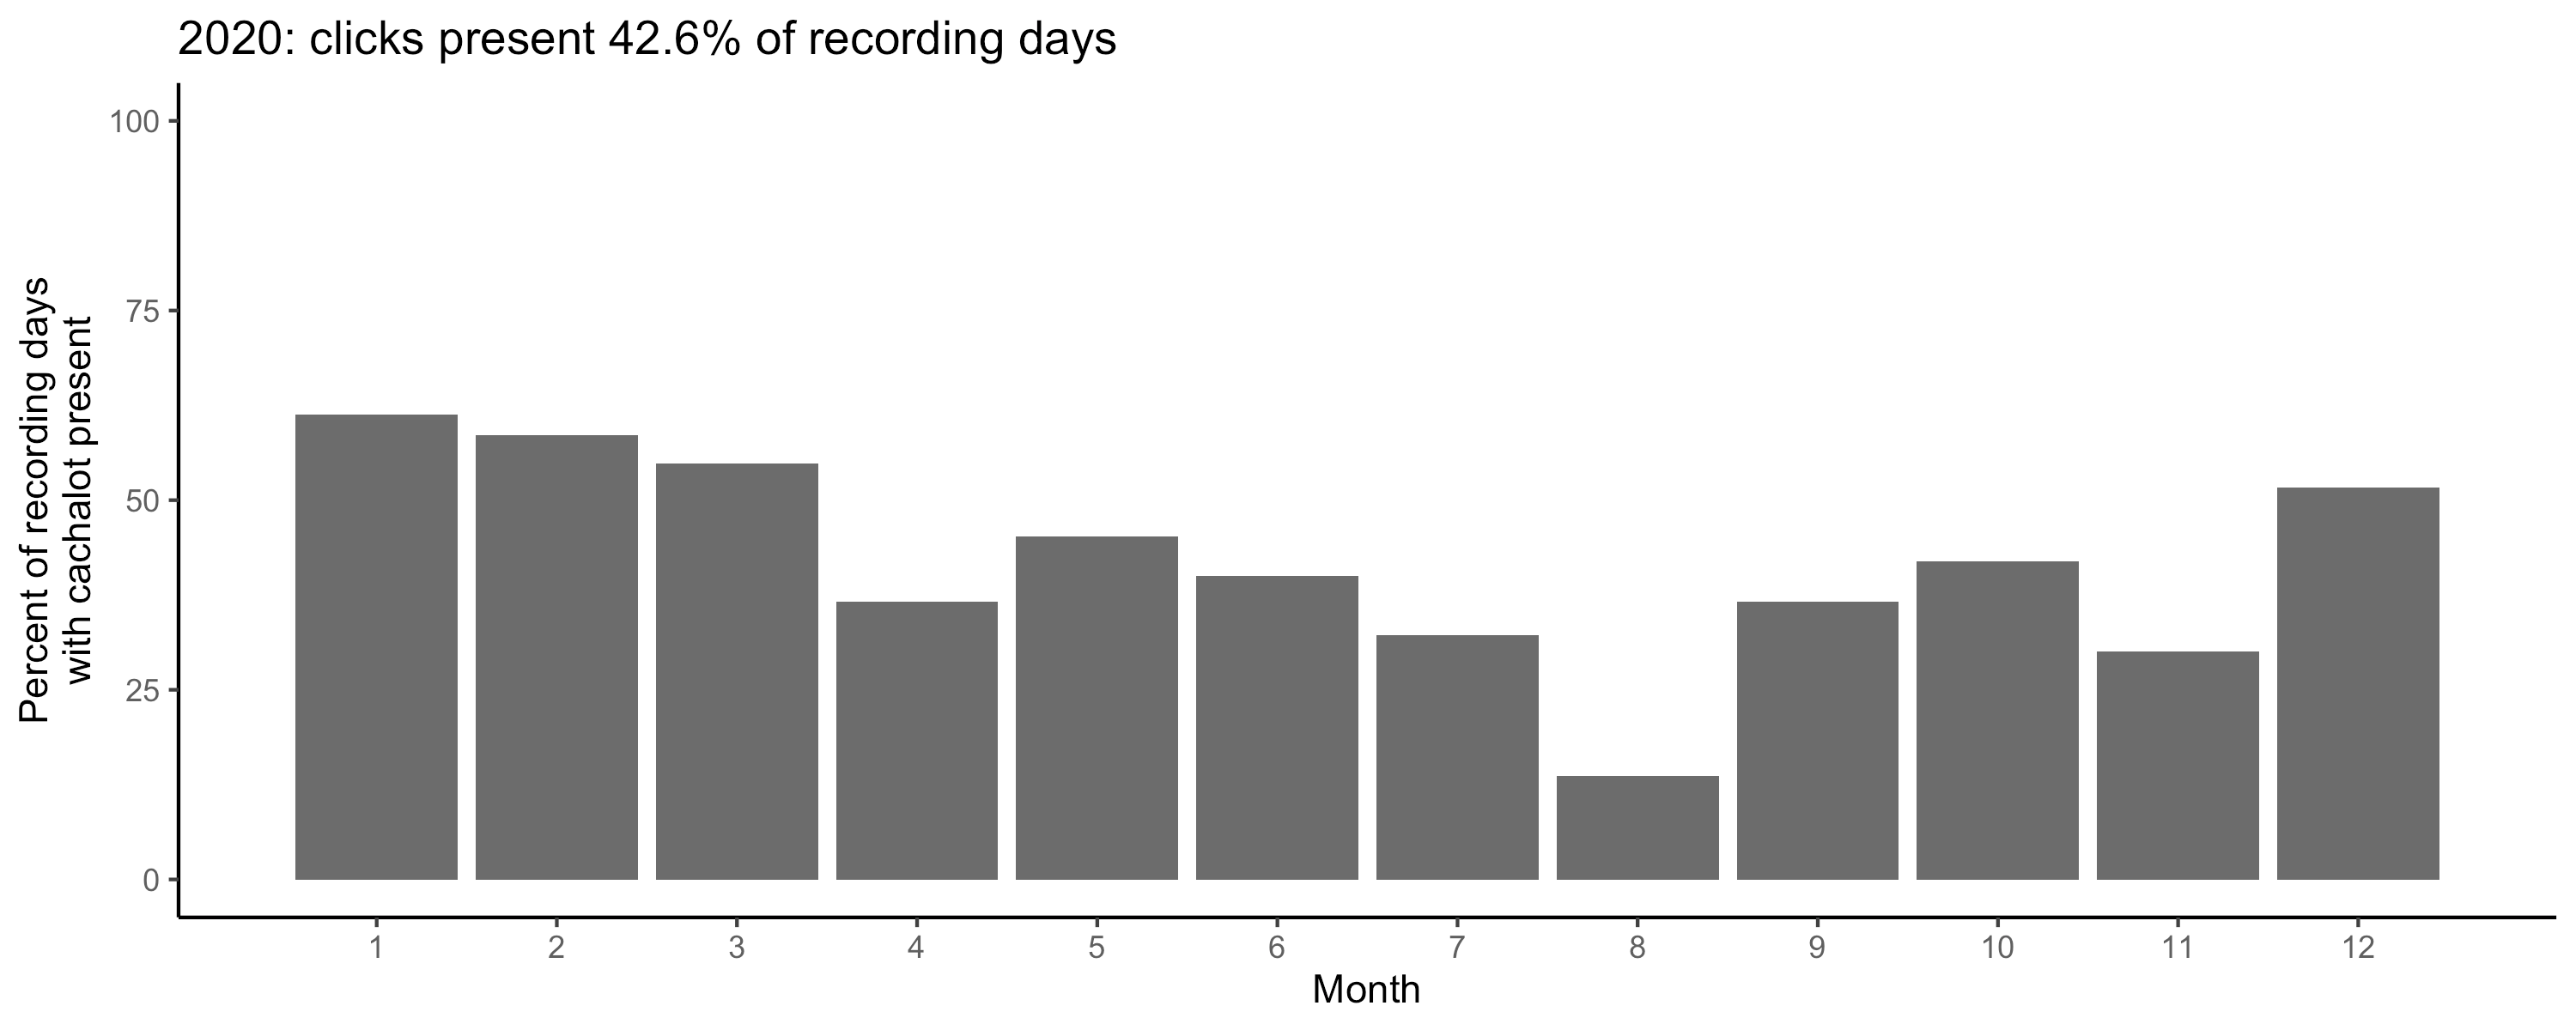 2020: clicks present 42.6% of recording days
Percent of recording days
with cachalot present
100
75
50
25
0
1 2 3 4 5 6 7 8 9 10 11 12
Month